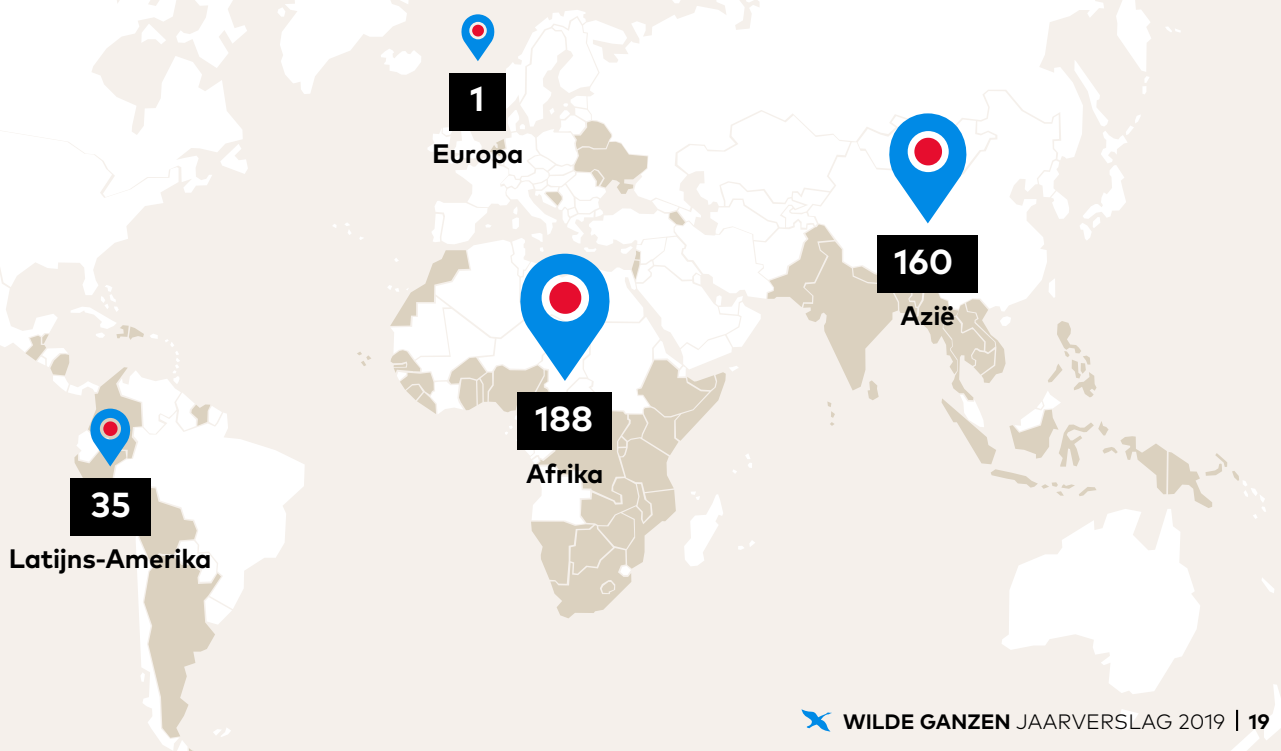 1
Europa
160
Azië
188
Afrika
35
Latijns-Amerika
WILDE GANZEN JAARVERSLAG 2019 | 19